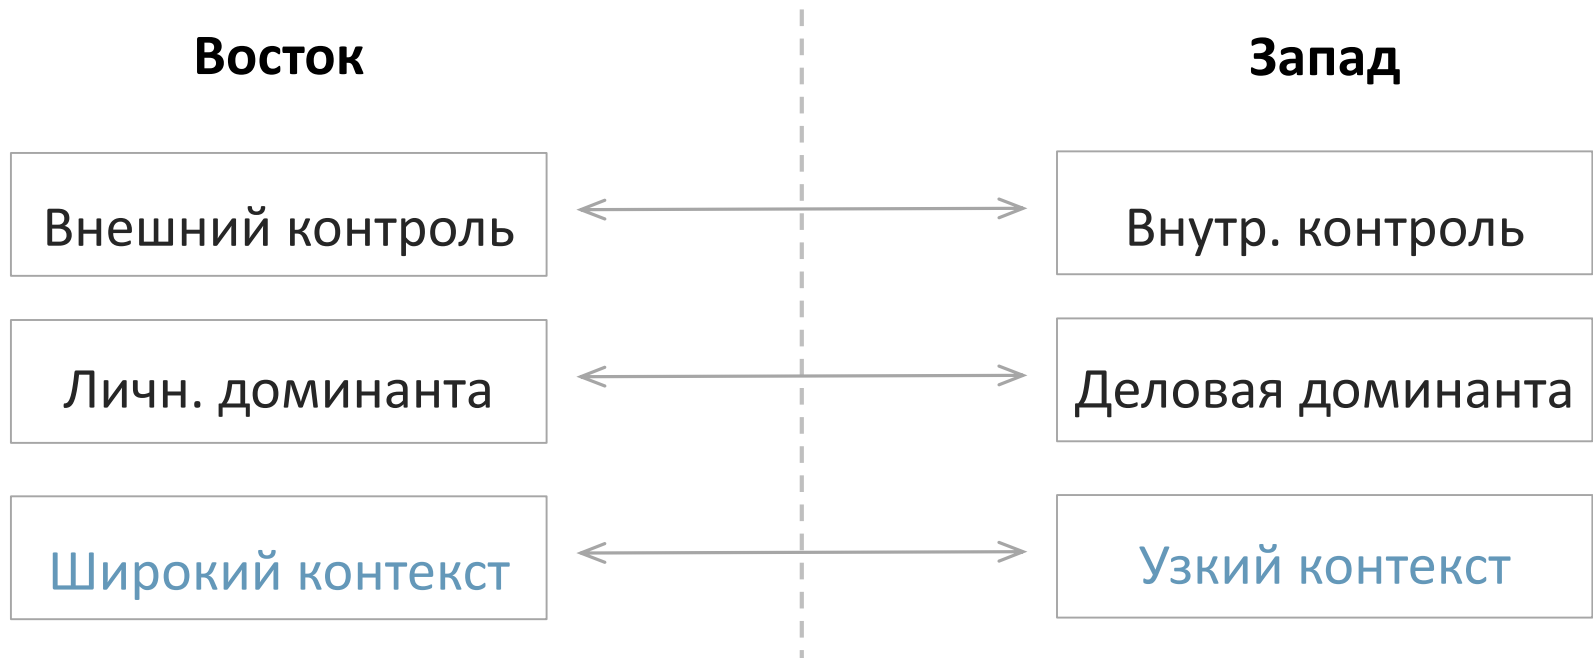 Восток
Запад
Внешний контроль
Внутр. контроль
Личн. доминанта
Деловая доминанта
Широкий контекст
Узкий контекст